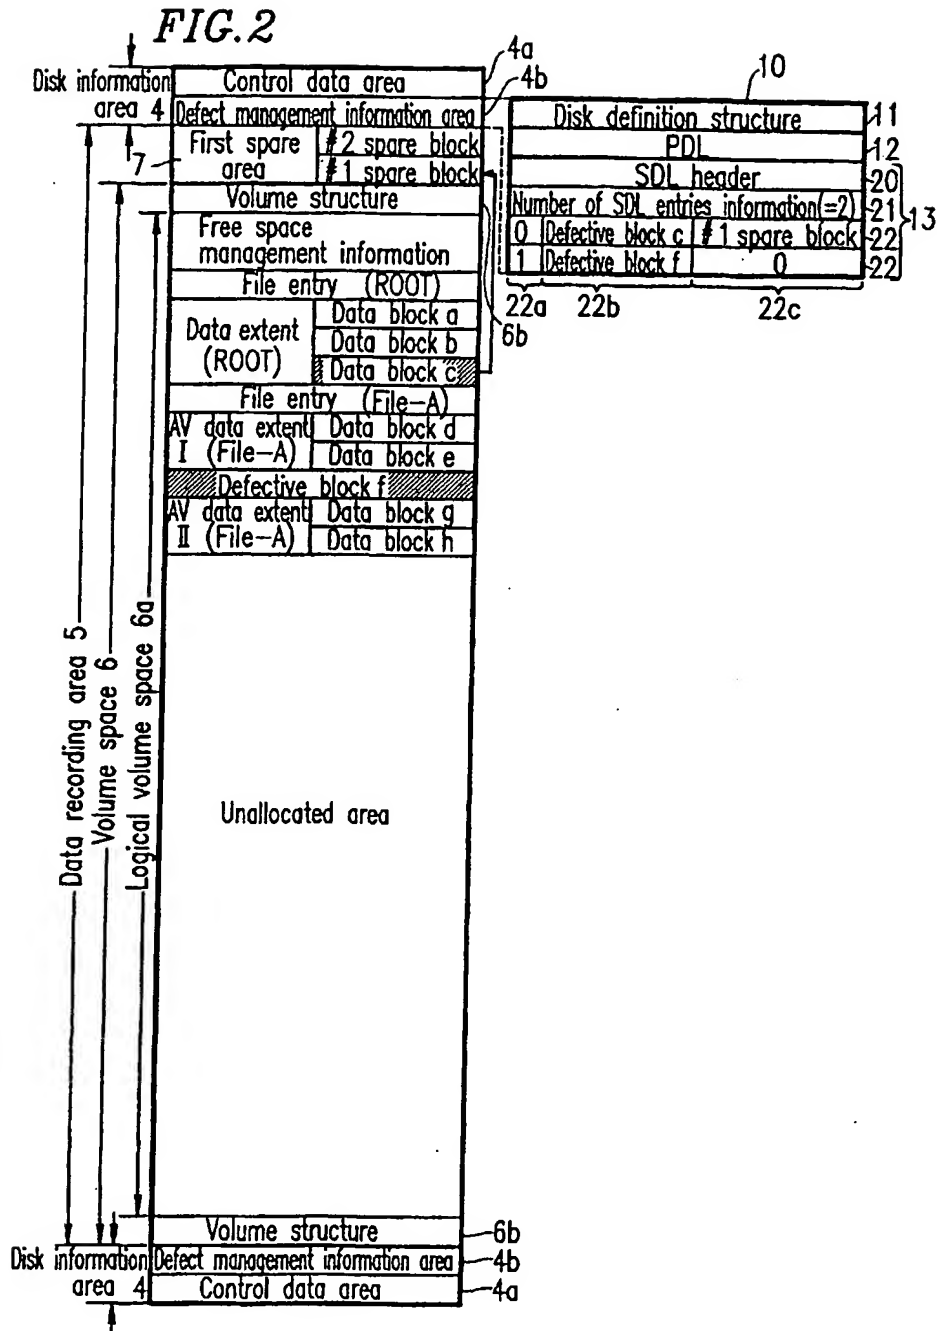 FIG.2
Disk information
area 4
Control data area
4a
Defect management information area
4b
7
First spare
area
#2 spare block
#1 spare block
Volume structure
6b
Free space
management information
File entry (ROOT)
Data extent
(ROOT)
Data block a
Data block b
Data block c
File entry (File-A)
AV data extent
I (File-A)
Data block d
Data block e
Defective block f
AV data extent
II (File-A)
Data block g
Data block h
Unallocated area
Data recording area 5
Volume space 6
Logical volume space 6a
Volume structure
6b
Disk information
area 4
Defect management information area
4b
Control data area
4a
10
Disk definition structure
11
PDL
12
SDL header
20
Number of SDL entries information(=2)
21
13
0 Defective block c #1 spare block
22
1 Defective block f 0
22
22a 22b 22c